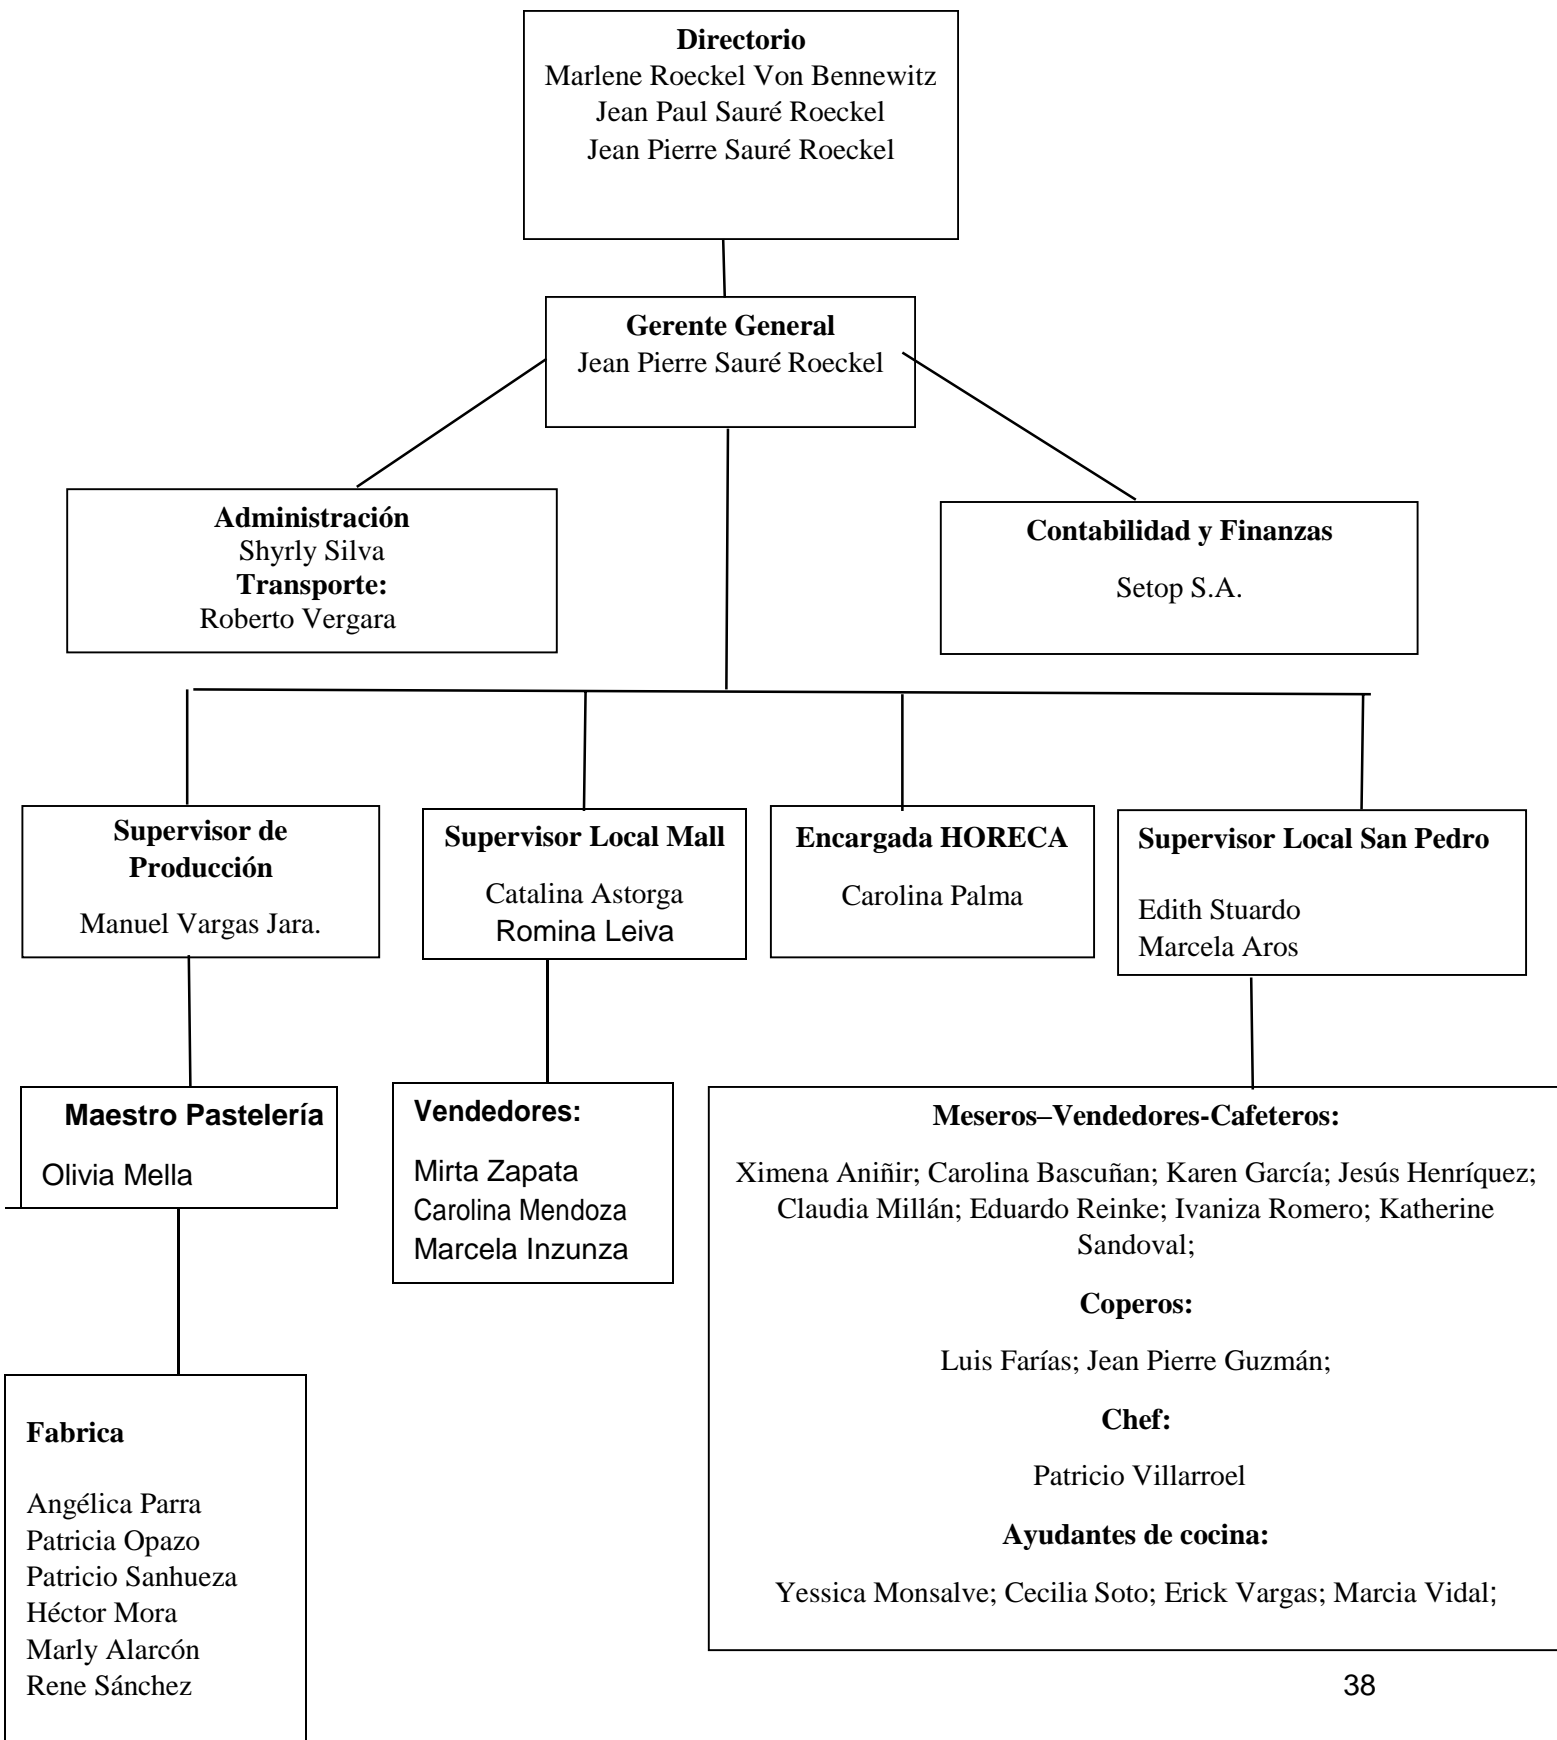 Directorio
Marlene Roeckel Von Bennewitz
Jean Paul Sauré Roeckel
Jean Pierre Sauré Roeckel
Gerente General
Jean Pierre Sauré Roeckel
Administración
Shyrly Silva
Transporte:
Roberto Vergara
Contabilidad y Finanzas
Setop S.A.
Supervisor de
Producción
Manuel Vargas Jara.
Supervisor Local Mall
Catalina Astorga
Romina Leiva
Encargada HORECA
Carolina Palma
Supervisor Local San Pedro
Edith Stuardo
Marcela Aros
Maestro Pastelería
Olivia Mella
Vendedores:
Mirta Zapata
Carolina Mendoza
Marcela Inzunza
Meseros–Vendedores-Cafeteros:
Ximena Aniñir; Carolina Bascuñan; Karen García; Jesús Henríquez;
Claudia Millán; Eduardo Reinke; Ivaniza Romero; Katherine
Sandoval;
Coperos:
Luis Farías; Jean Pierre Guzmán;
Chef:
Patricio Villarroel
Ayudantes de cocina:
Yessica Monsalve; Cecilia Soto; Erick Vargas; Marcia Vidal;
Fabrica
Angélica Parra
Patricia Opazo
Patricio Sanhueza
Héctor Mora
Marly Alarcón
Rene Sánchez
38